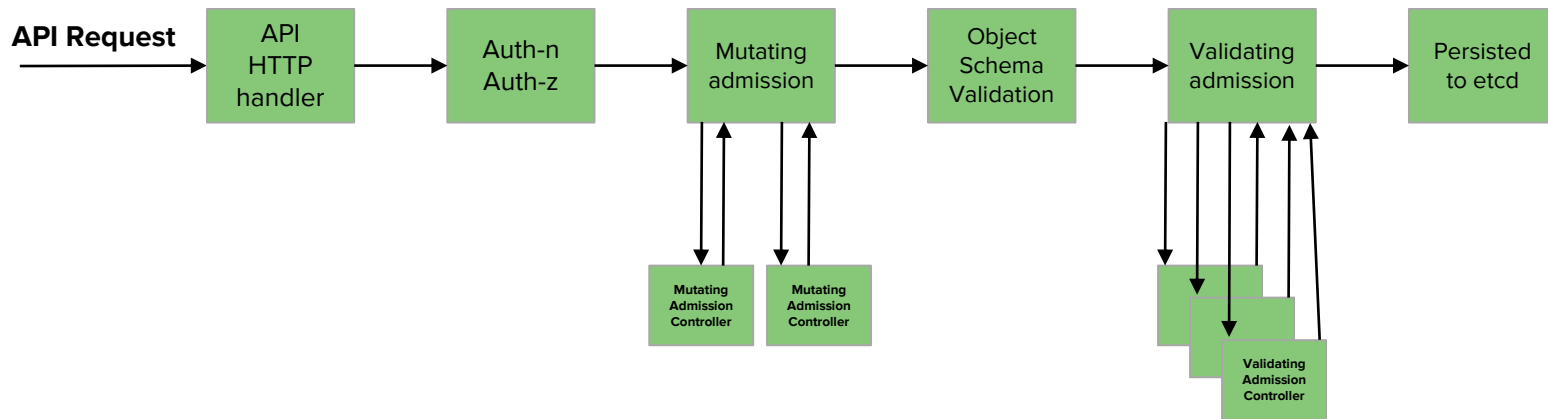 API Request
API
HTTP
handler
Auth-n
Auth-z
Mutating
admission
Object
Schema
Validation
Validating
admission
Persisted
to etcd
Mutating
Admission
Controller
Mutating
Admission
Controller
Validating
Admission
Controller